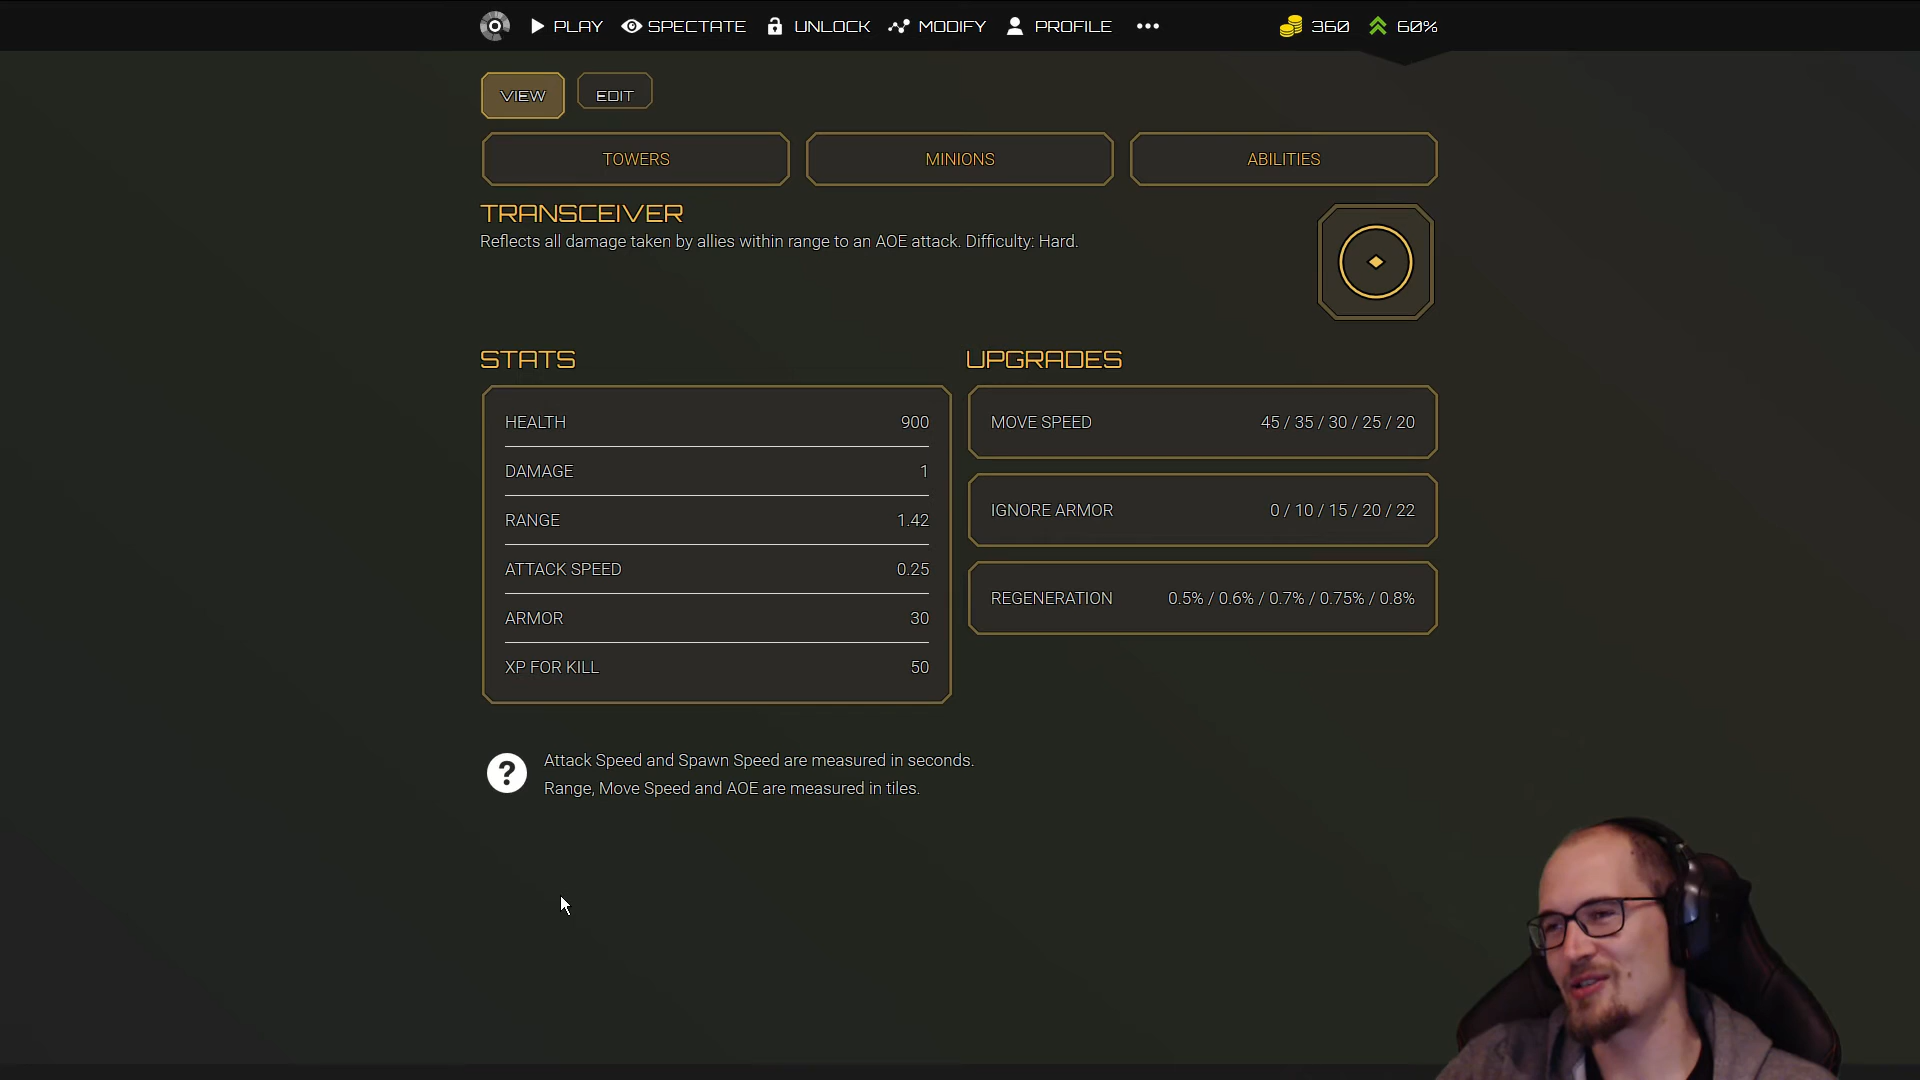 PLAY SPECTATE UNLOCK MODIFY PROFILE ••• 360 60%
VIEW EDIT
TOWERS MINIONS ABILITIES
TRANSCEIVER
Reflects all damage taken by allies within range to an AOE attack. Difficulty: Hard.
STATS
HEALTH 900
DAMAGE 1
RANGE 1.42
ATTACK SPEED 0.25
ARMOR 30
XP FOR KILL 50
UPGRADES
MOVE SPEED 45 / 35 / 30 / 25 / 20
IGNORE ARMOR 0 / 10 / 15 / 20 / 22
REGENERATION 0.5% / 0.6% / 0.7% / 0.75% / 0.8%
?
Attack Speed and Spawn Speed are measured in seconds.
Range, Move Speed and AOE are measured in tiles.